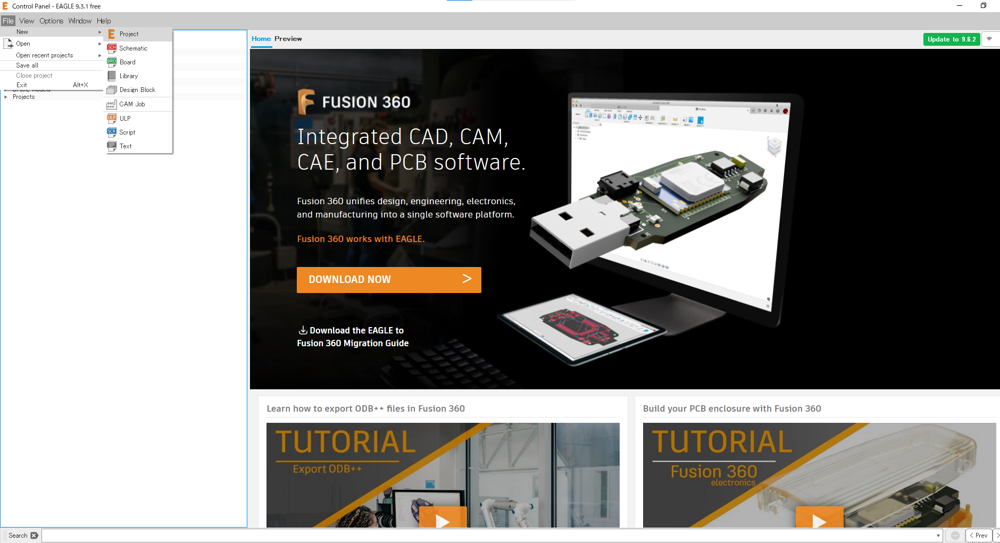 Control Panel - EAGLE 9.3.1 free
File View Options Window Help
New
Open
Open recent projects
Save all
Close project
Exit Alt+X
Projects
Project
Schematic
Board
Library
Design Block
CAM Job
ULP
Script
Text
SCH
BRD
ULP
SCR
Home Preview
Update to 9.6.2
FUSION 360
Integrated CAD, CAM,
CAE, and PCB software.
Fusion 360 unifies design, engineering, electronics,
and manufacturing into a single software platform.
Fusion 360 works with EAGLE.
DOWNLOAD NOW >
Download the EAGLE to
Fusion 360 Migration Guide
Learn how to export ODB++ files in Fusion 360
TUTORIAL
Export ODB++
Build your PCB enclosure with Fusion 360
TUTORIAL
Fusion 360
electronics
Search
< Prev